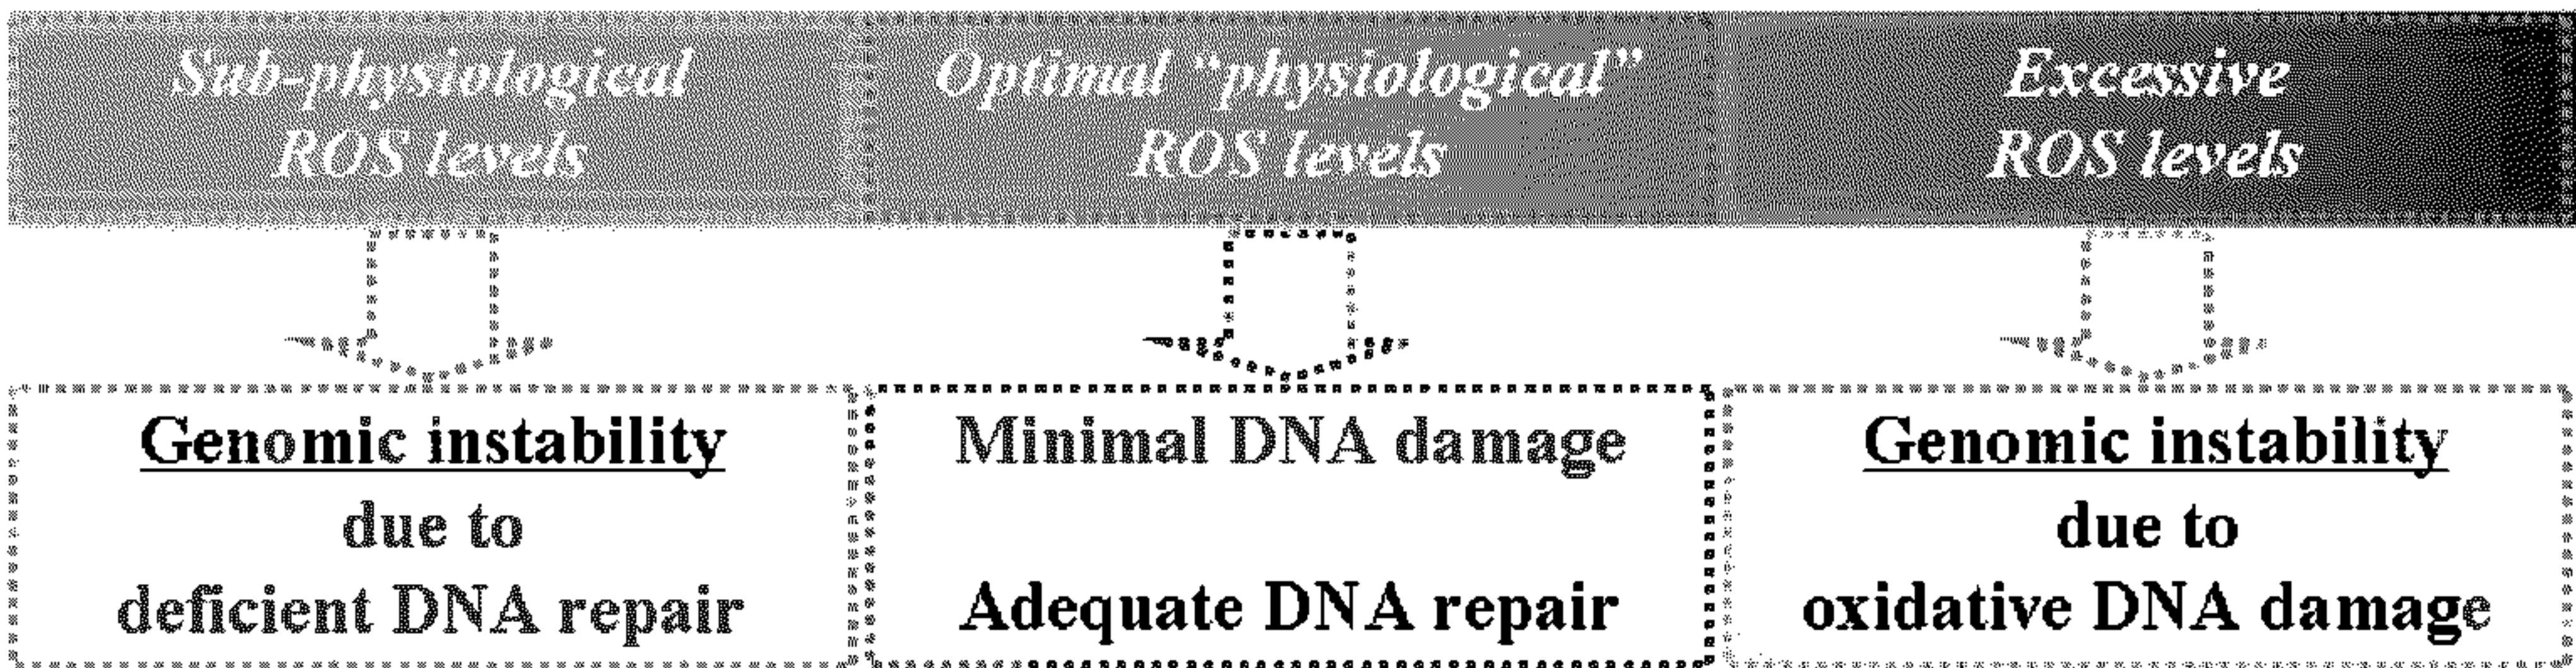 Sub-physiological
ROS levels
Optimal “physiological”
ROS levels
Excessive
ROS levels
Genomic instability
due to
deficient DNA repair
Minimal DNA damage
Adequate DNA repair
Genomic instability
due to
oxidative DNA damage